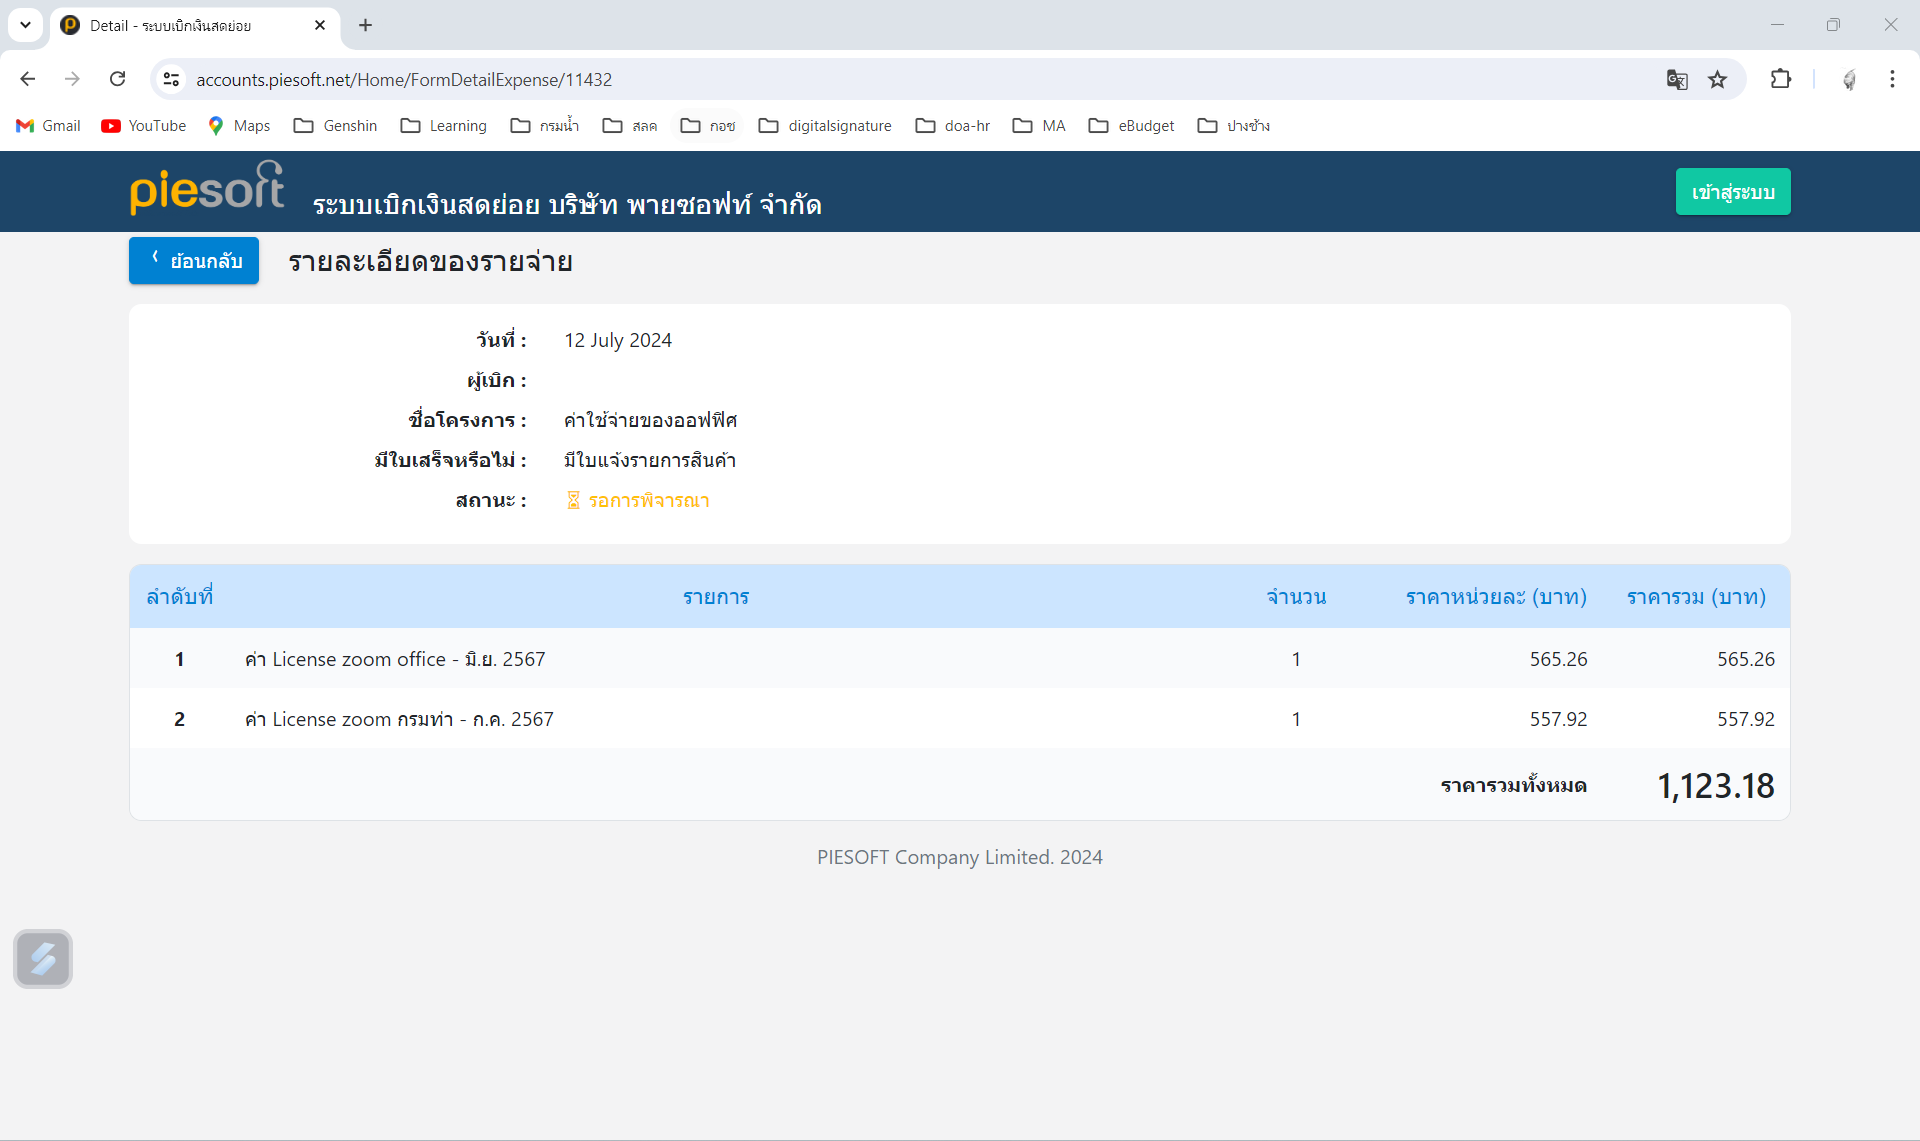 Detail - ระบบเบิกเงินสดย่อย
accounts.piesoft.net/Home/FormDetailExpense/11432
Gmail YouTube Maps Genshin Learning กรมน้ำ สลค กอช digitalsignature doa-hr MA eBudget ปางช้าง
piesoft ระบบเบิกเงินสดย่อย บริษัท พายซอฟท์ จำกัด เข้าสู่ระบบ
ย้อนกลับ รายละเอียดของรายจ่าย
วันที่ : 12 July 2024
ผู้เบิก :
ชื่อโครงการ : ค่าใช้จ่ายของออฟฟิศ
มีใบเสร็จหรือไม่ : มีใบแจ้งรายการสินค้า
สถานะ : รอการพิจารณา
ลำดับที่ รายการ จำนวน ราคาหน่วยละ (บาท) ราคารวม (บาท)
1 ค่า License zoom office - มิ.ย. 2567 1 565.26 565.26
2 ค่า License zoom กรมท่า - ก.ค. 2567 1 557.92 557.92
ราคารวมทั้งหมด 1,123.18
PIESOFT Company Limited. 2024